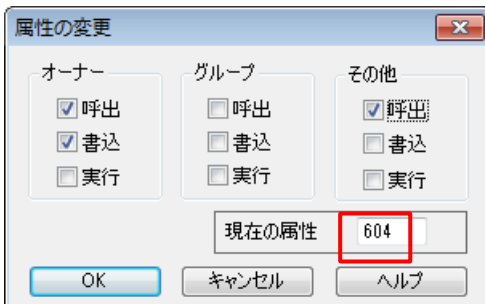 属性の変更
オーナー グループ その他
呼出 呼出 呼出
書込 書込 書込
実行 実行 実行
現在の属性 604
OK キャンセル ヘルプ